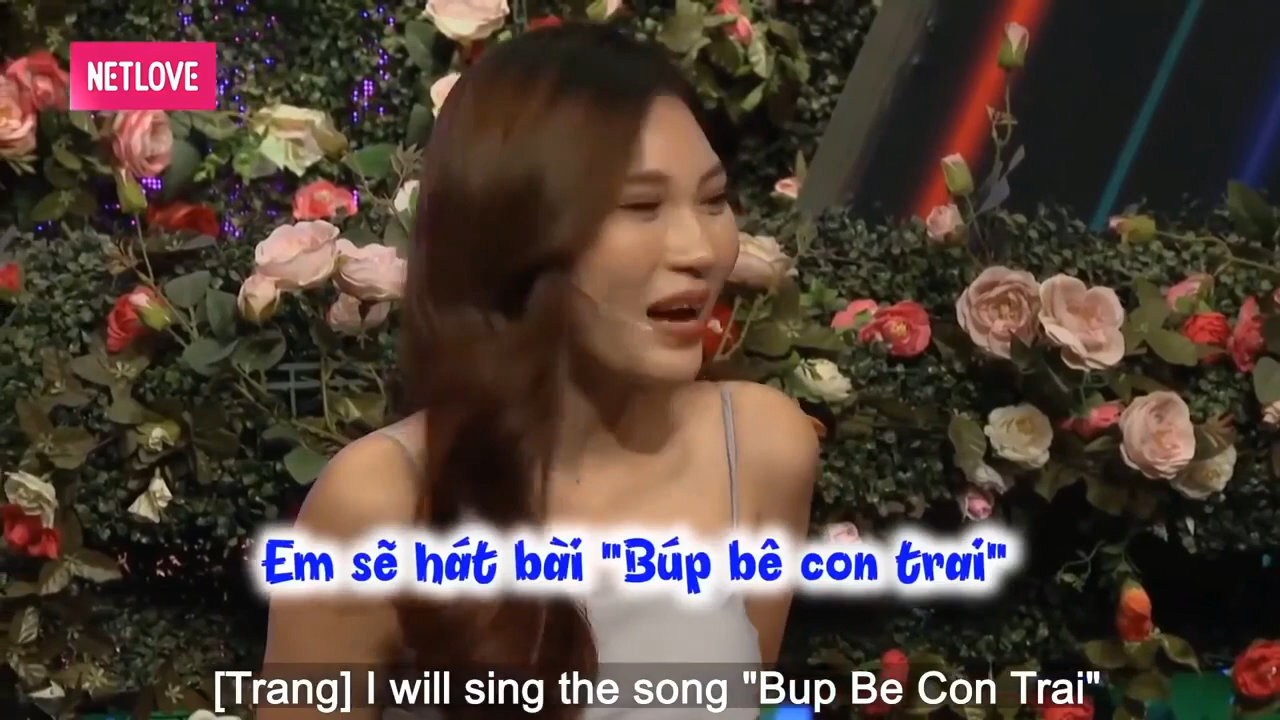 NETLOVE
Em sẽ hát bài "Búp bê con trai"
[Trang] I will sing the song "Bup Be Con Trai"